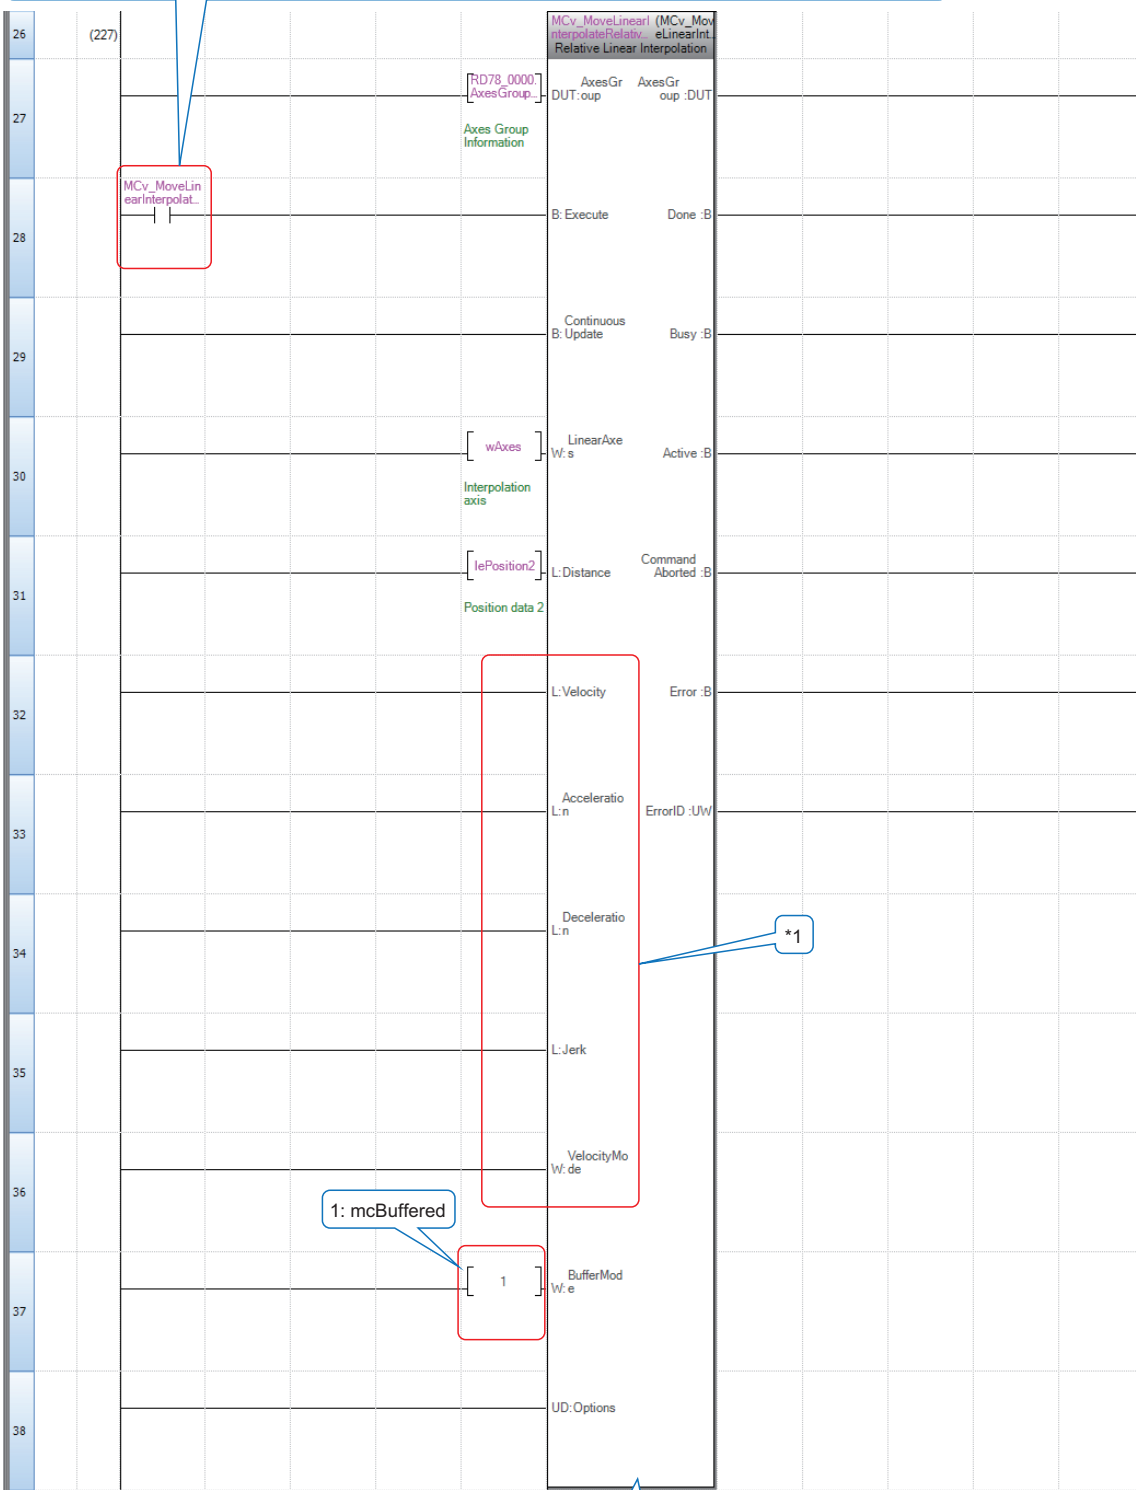 26
(227)
MCv_MoveLinearI (MCv_Mov
nterpolateRelativ... eLinearInt...
Relative Linear Interpolation
27
RD78_0000.
AxesGroup...
Axes Group
Information
AxesGr
DUT:oup
AxesGr
oup :DUT
28
MCv_MoveLin
earInterpolat...
B: Execute
Done :B
29
Continuous
B: Update
Busy :B
30
wAxes
Interpolation
axis
LinearAxe
W: s
Active :B
31
lePosition2
Position data 2
L: Distance
Command
Aborted :B
32
L: Velocity
Error :B
33
Acceleratio
L: n
ErrorID :UW
34
Deceleratio
L: n
*1
35
L: Jerk
36
VelocityMo
W: de
1: mcBuffered
37
1
BufferMod
W: e
38
UD: Options